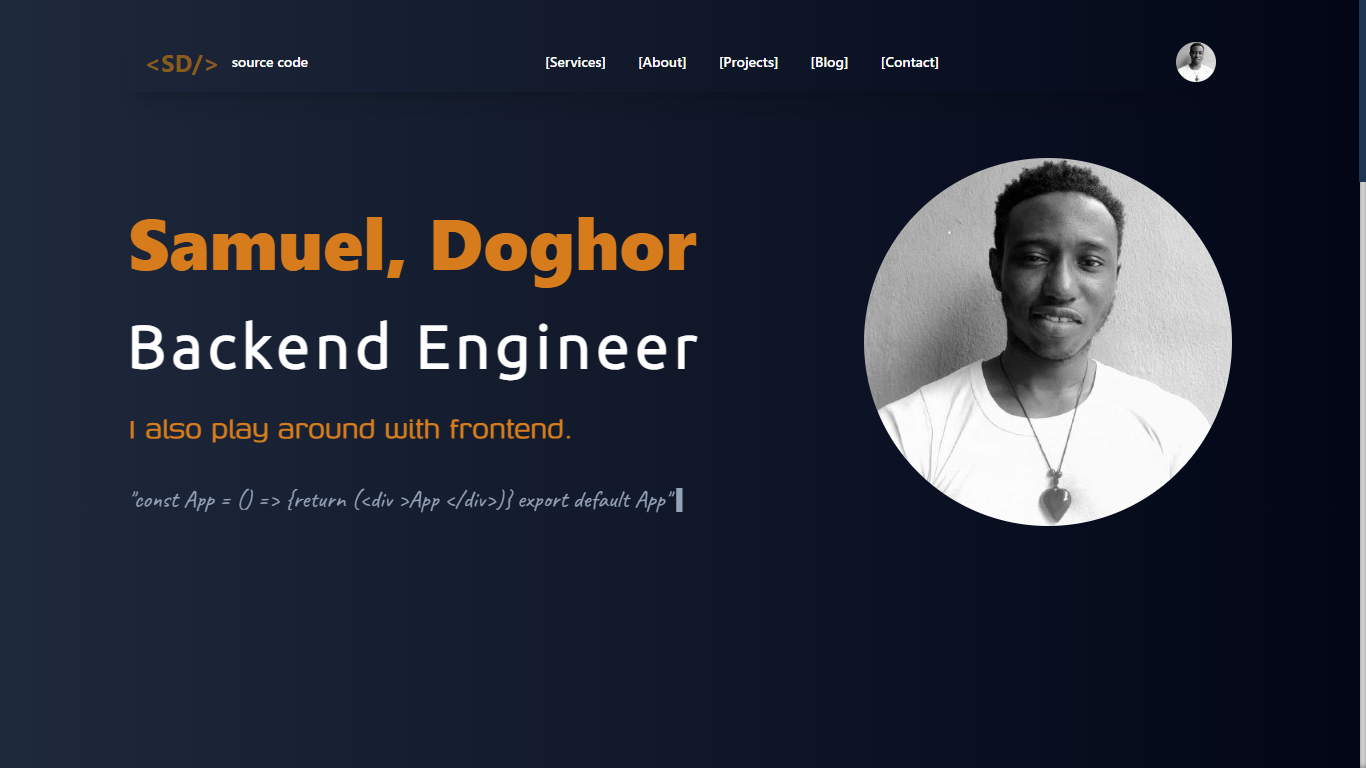 <SD/> source code [Services] [About] [Projects] [Blog] [Contact]
Samuel, Doghor
Backend Engineer
I also play around with frontend.
"const App = () => {return (<div >App </div>)} export default App"